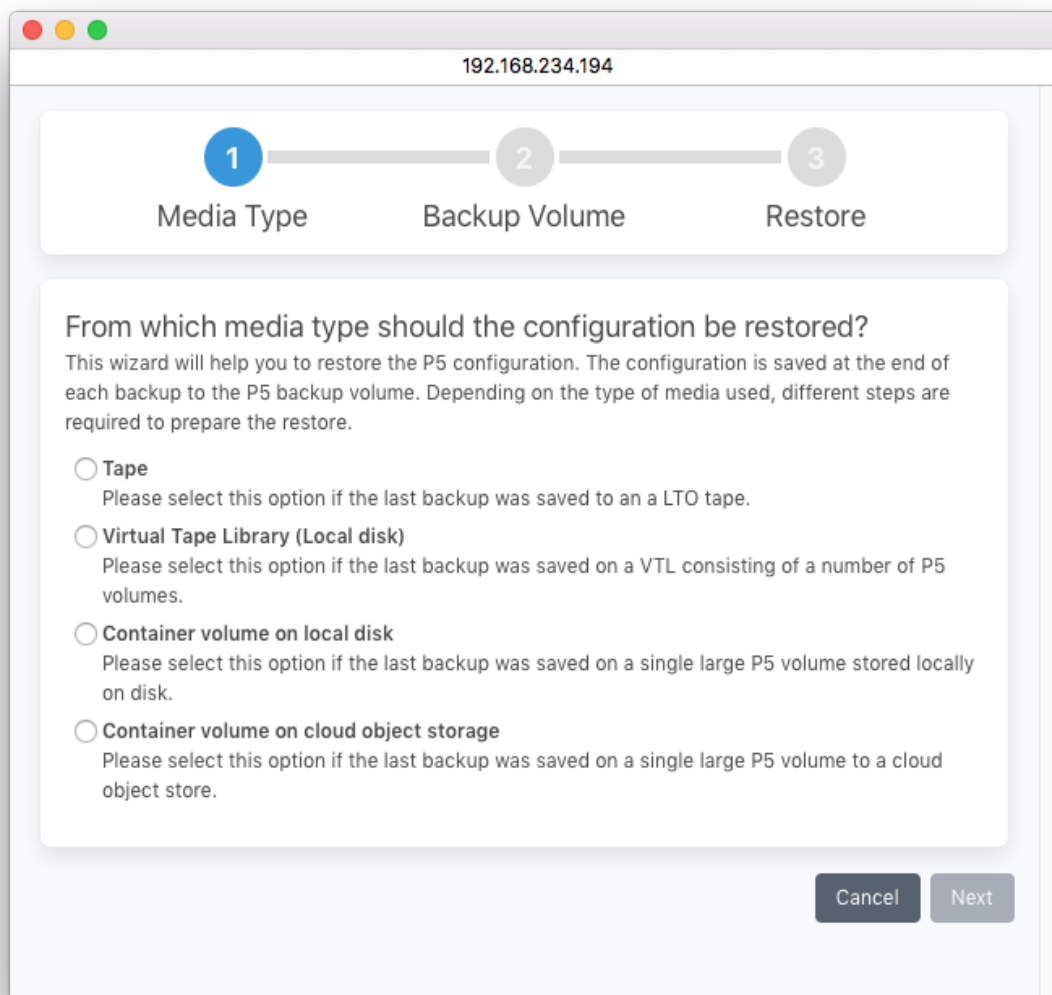 192.168.234.194
1
2
3
Media Type
Backup Volume
Restore
From which media type should the configuration be restored?
This wizard will help you to restore the P5 configuration. The configuration is saved at the end of
each backup to the P5 backup volume. Depending on the type of media used, different steps are
required to prepare the restore.
Tape
Please select this option if the last backup was saved to an a LTO tape.
Virtual Tape Library (Local disk)
Please select this option if the last backup was saved on a VTL consisting of a number of P5
volumes.
Container volume on local disk
Please select this option if the last backup was saved on a single large P5 volume stored locally
on disk.
Container volume on cloud object storage
Please select this option if the last backup was saved on a single large P5 volume to a cloud
object store.
Cancel
Next